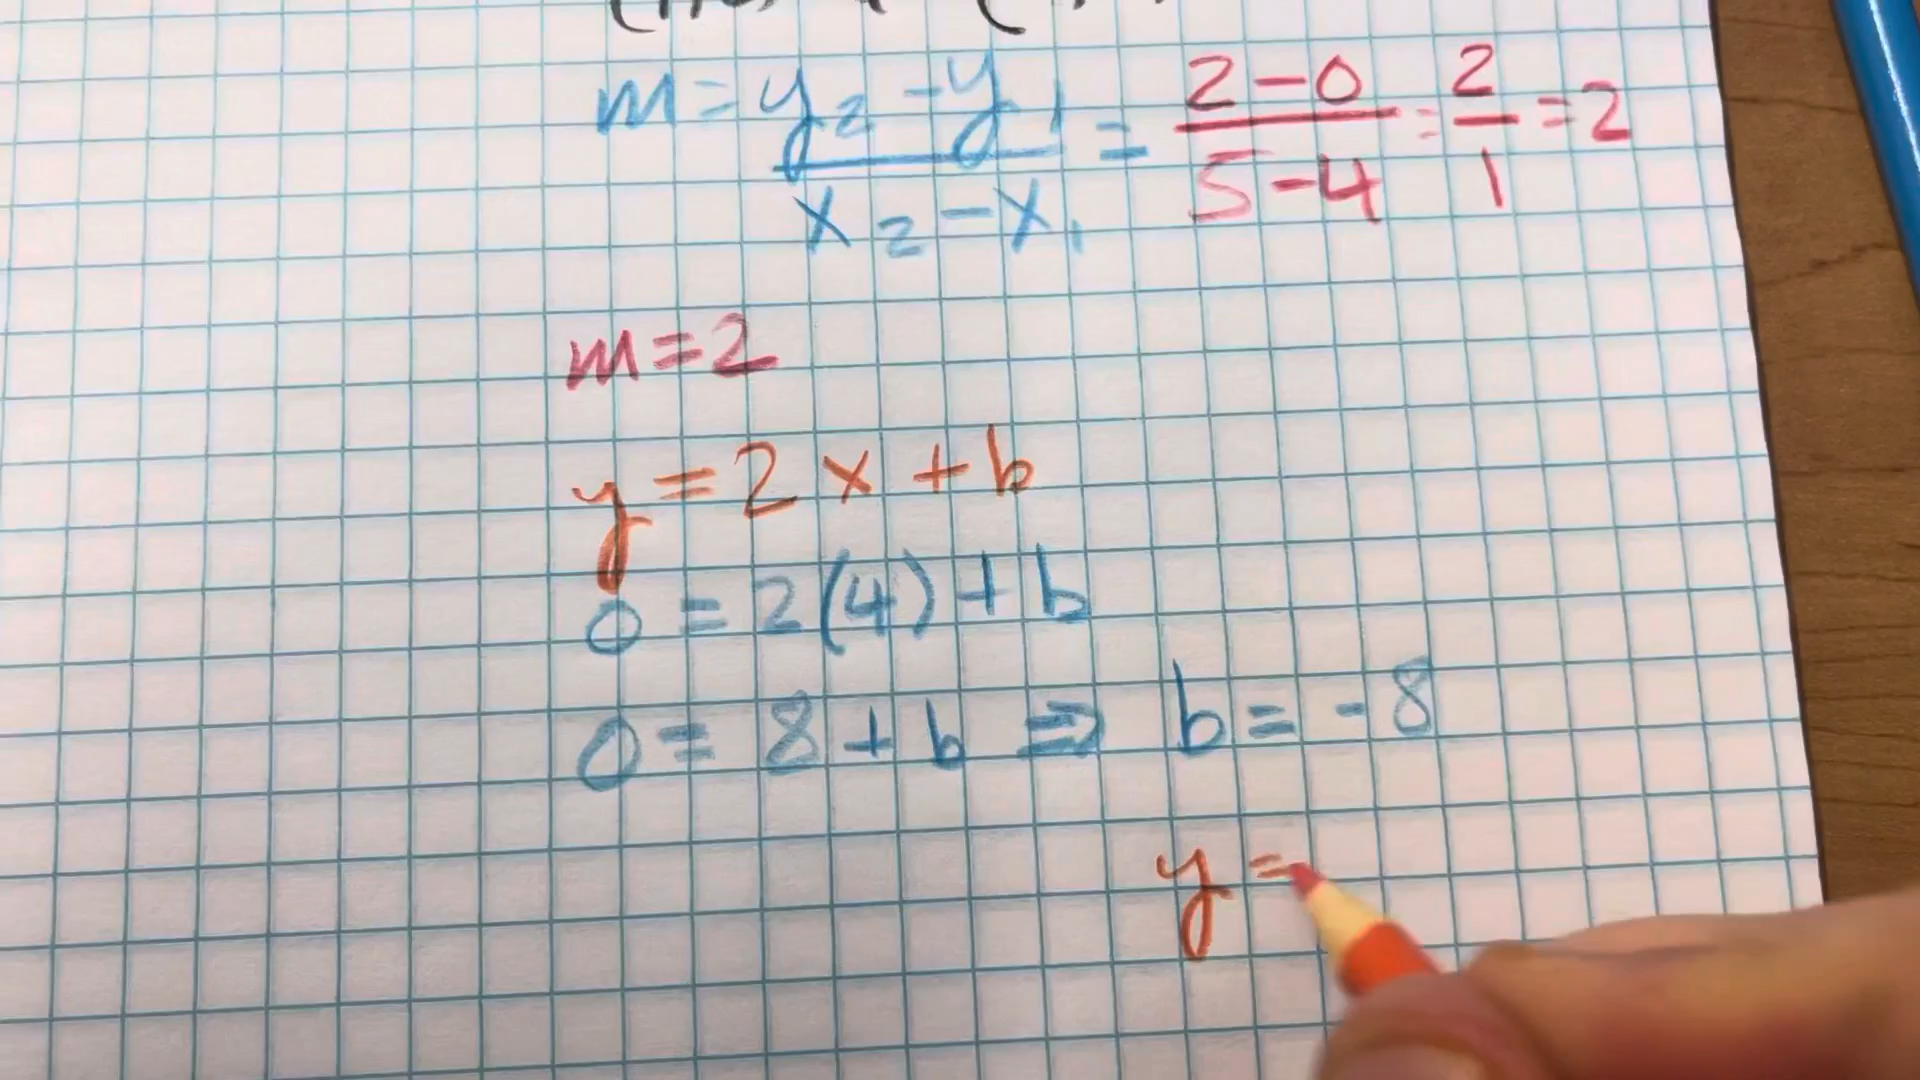 m = y₂ - y₁ / x₂ - x₁ = 2 - 0 / 5 - 4 = 2 / 1 = 2
m = 2
y = 2x + b
0 = 2(4) + b
0 = 8 + b ⇒ b = -8
y =